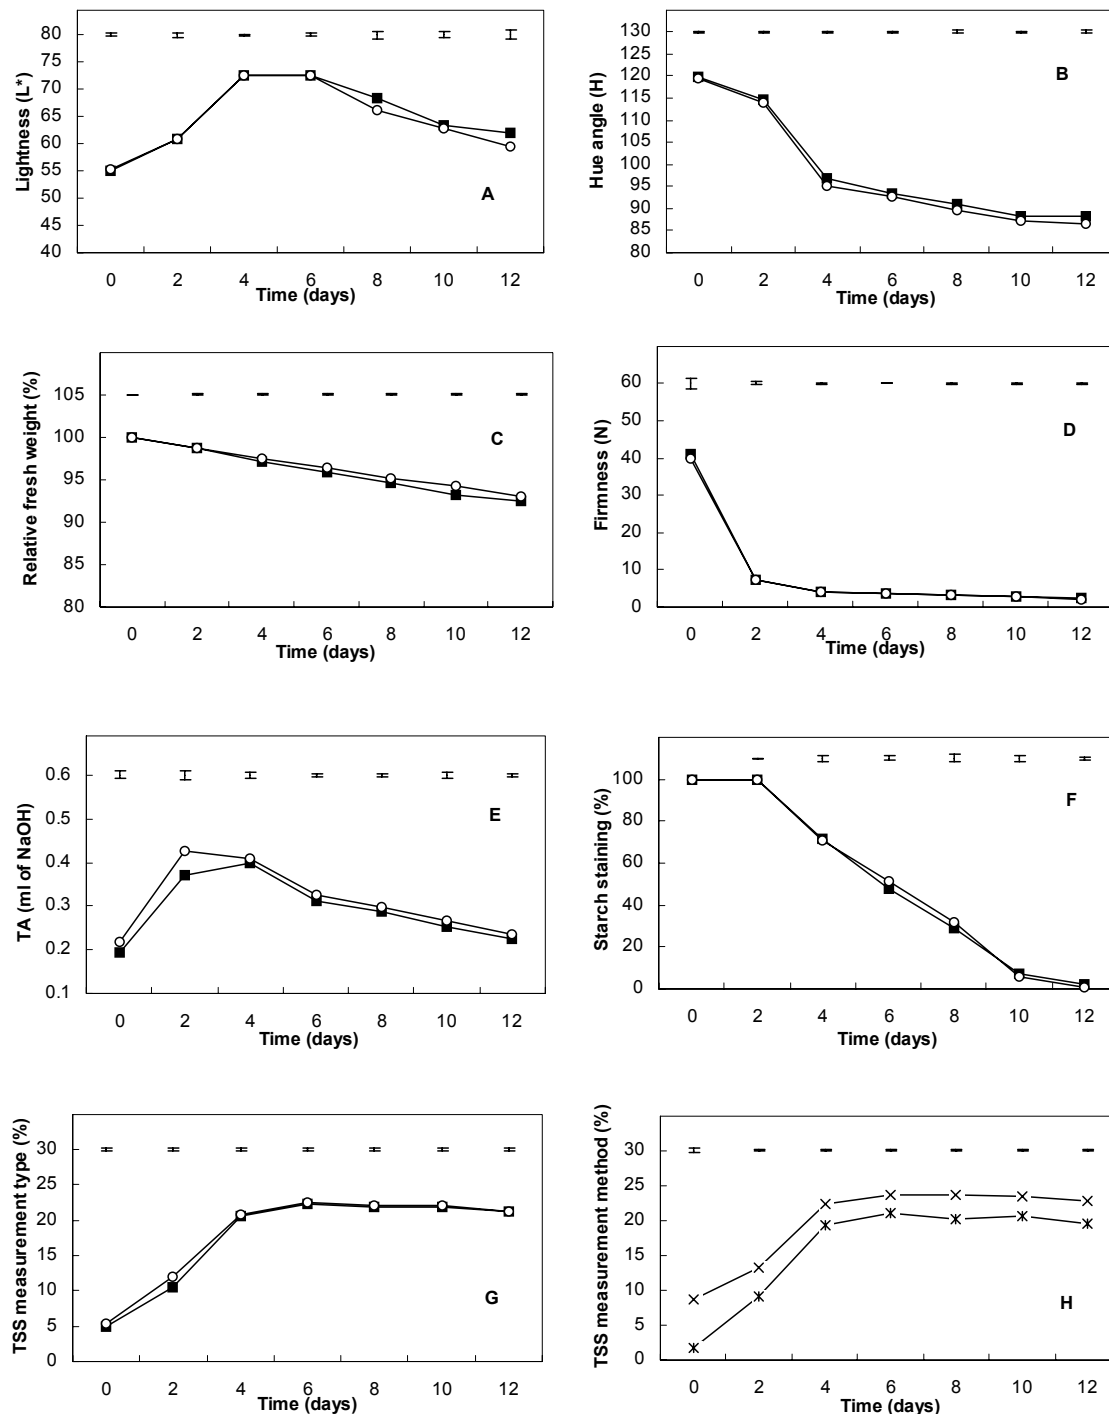 Lightness (L*)
80
75
70
65
60
55
50
45
40
A
0 2 4 6 8 10 12
Time (days)
Hue angle (H)
130
125
120
115
110
105
100
95
90
85
80
B
0 2 4 6 8 10 12
Time (days)
Relative fresh weight (%)
105
100
95
90
85
80
C
0 2 4 6 8 10 12
Time (days)
Firmness (N)
60
50
40
30
20
10
0
D
0 2 4 6 8 10 12
Time (days)
TA (ml of NaOH)
0.6
0.5
0.4
0.3
0.2
0.1
E
0 2 4 6 8 10 12
Time (days)
Starch staining (%)
100
80
60
40
20
0
F
0 2 4 6 8 10 12
Time (days)
TSS measurement type (%)
30
25
20
15
10
5
0
G
0 2 4 6 8 10 12
Time (days)
TSS measurement method (%)
30
25
20
15
10
5
0
H
0 2 4 6 8 10 12
Time (days)